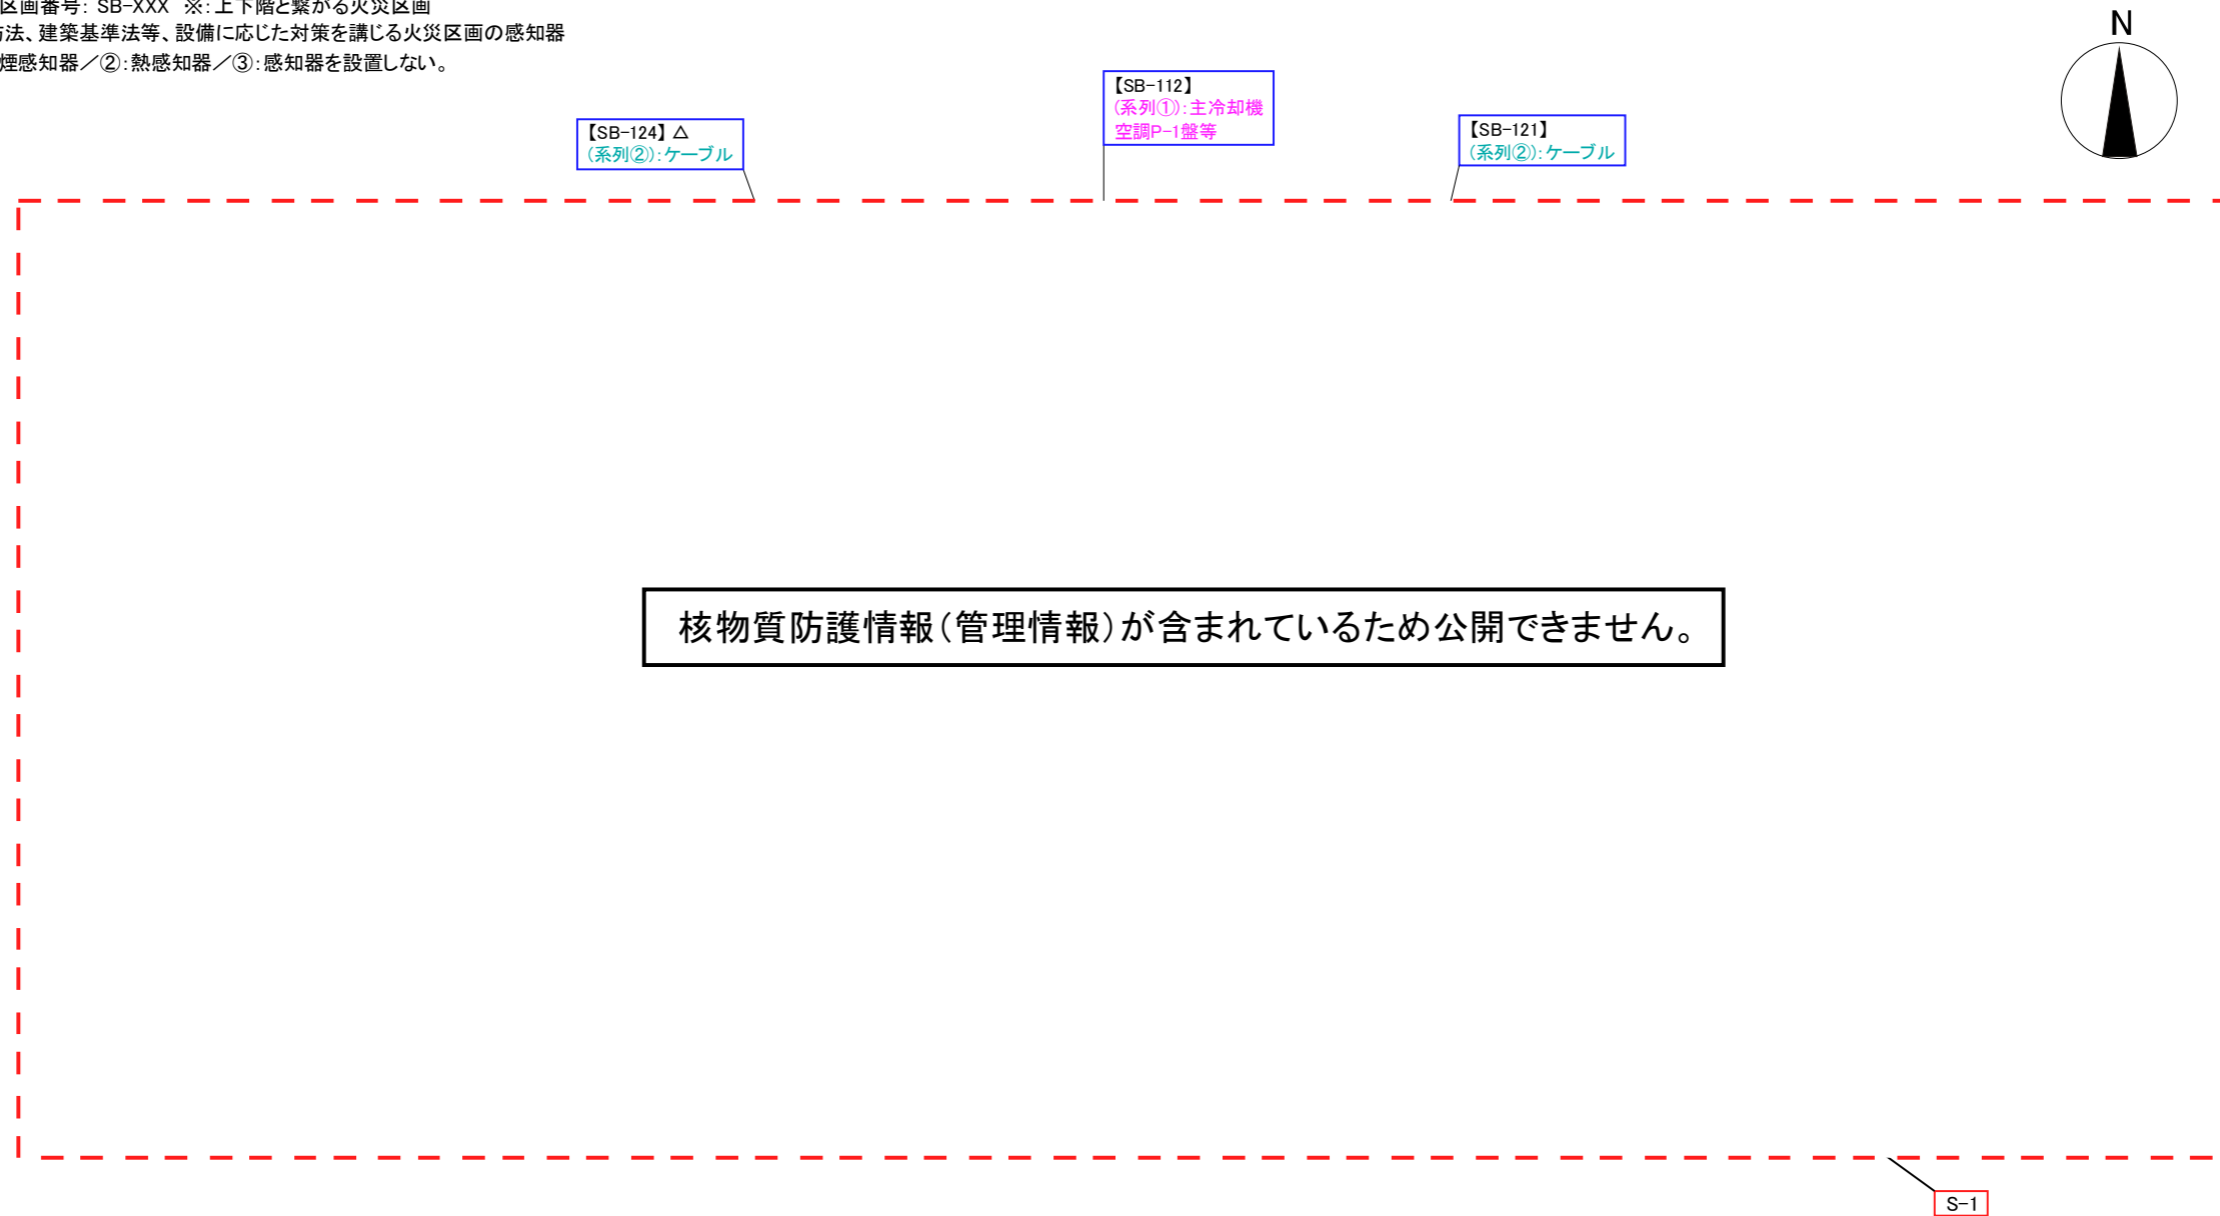 区画番号: SB-XXX ※:上下階と繋がる火災区画
法、建築基準法等、設備に応じた対策を講じる火災区画の感知器
煙感知器／②:熱感知器／③:感知器を設置しない。
N
【SB-112】
(系列①):主冷却機
空調P-1盤等
【SB-124】 △
(系列②):ケーブル
【SB-121】
(系列②):ケーブル
核物質防護情報(管理情報)が含まれているため公開できません。
S-1